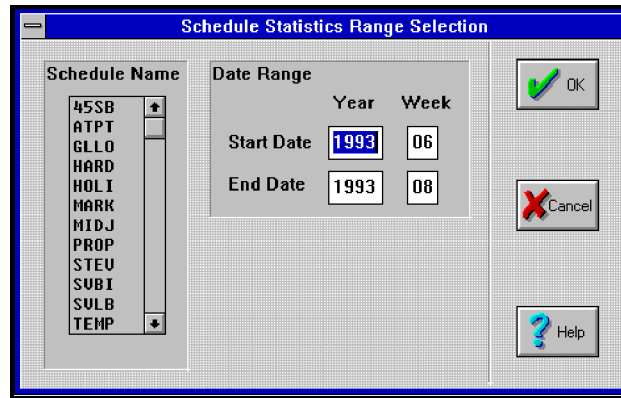 Schedule Statistics Range Selection
Schedule Name
45SB
ATPT
GLLO
HARD
HOLI
MARK
MIDJ
PROP
STEV
SVBI
SVLB
TEMP
Date Range
Year Week
Start Date 1993 06
End Date 1993 08
OK
Cancel
Help